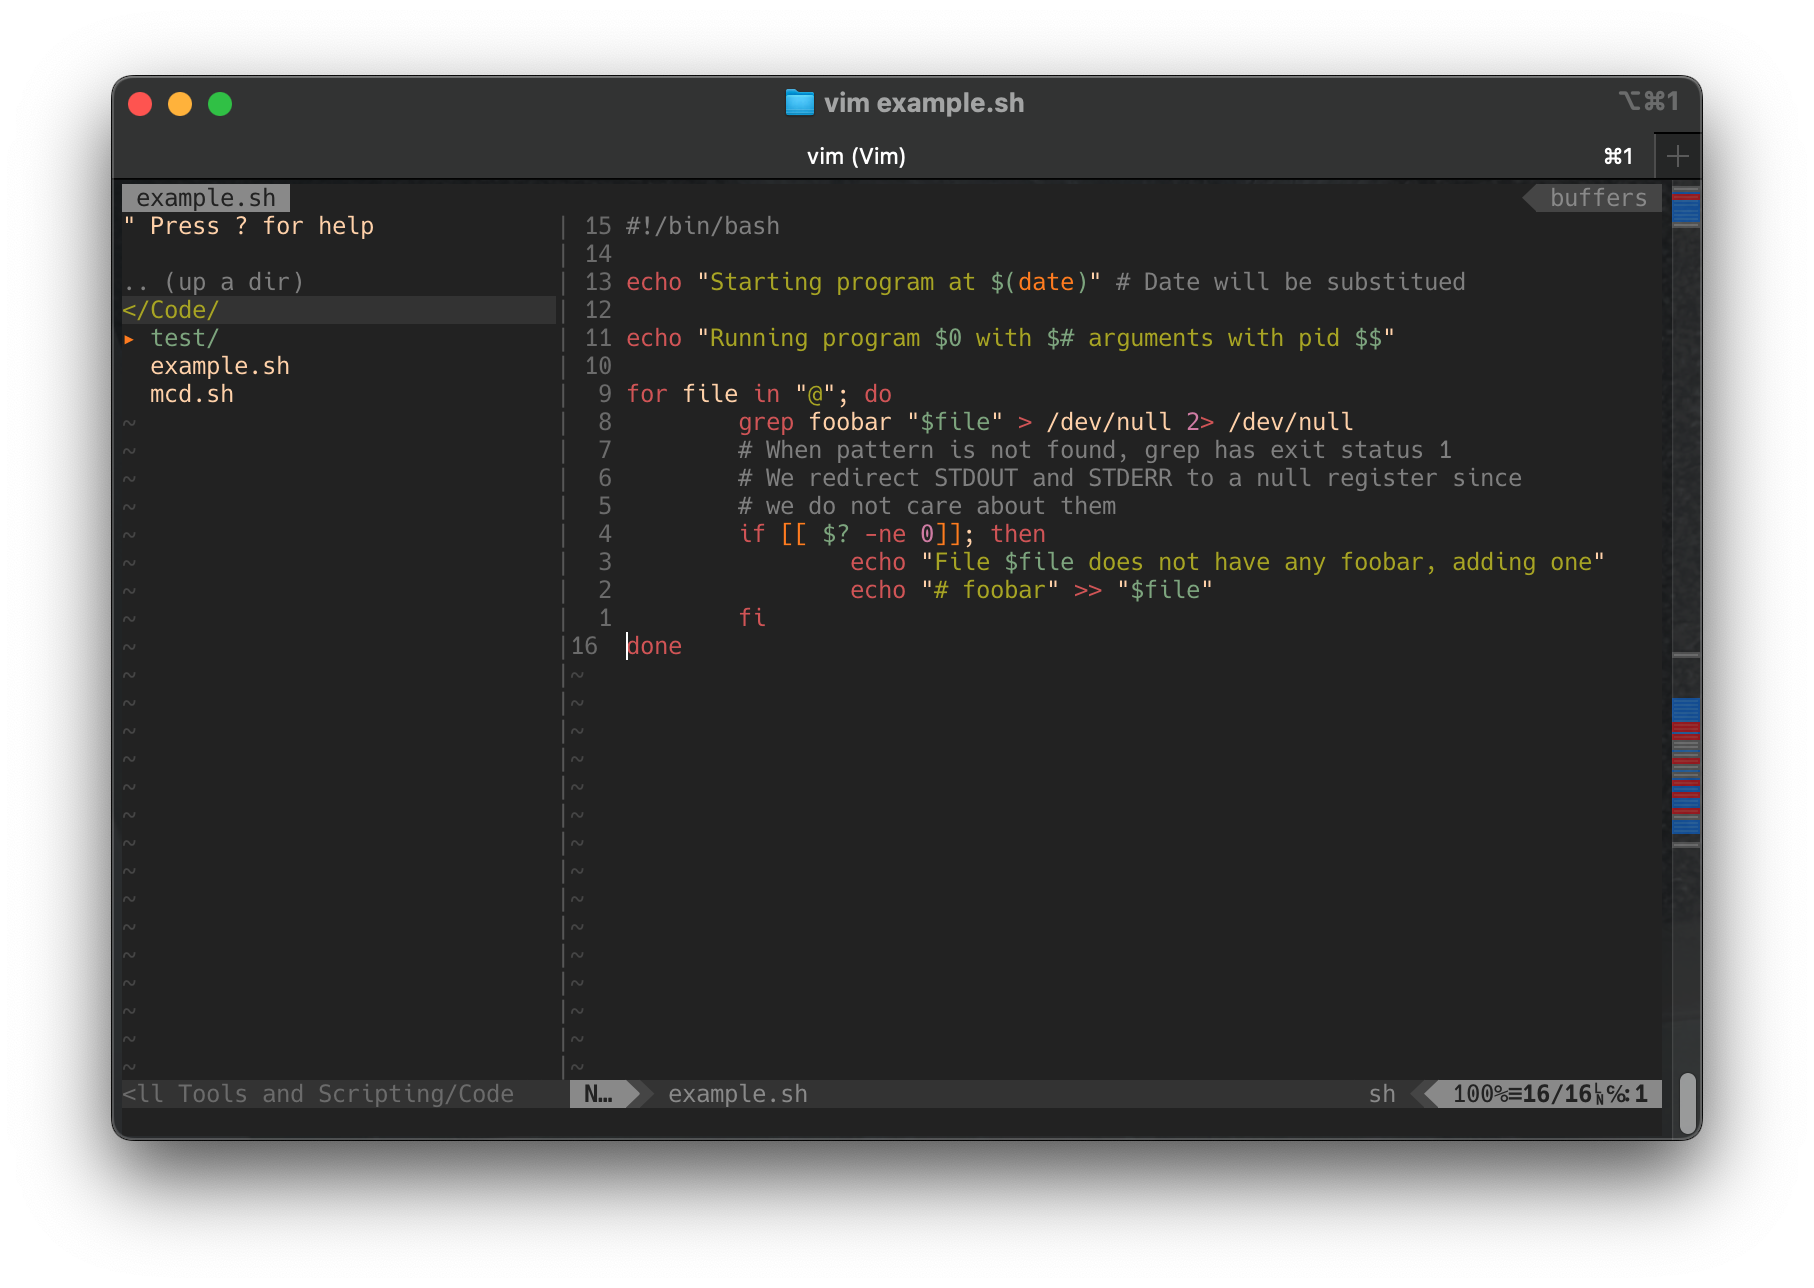 vim example.sh
⌥⌘1
vim (Vim)
⌘1
example.sh
buffers
" Press ? for help
.. (up a dir)
</Code/
▸ test/
example.sh
mcd.sh
15 #!/bin/bash
14
13 echo "Starting program at $(date)" # Date will be substitued
12
11 echo "Running program $0 with $# arguments with pid $$"
10
9 for file in "@"; do
8 grep foobar "$file" > /dev/null 2> /dev/null
7 # When pattern is not found, grep has exit status 1
6 # We redirect STDOUT and STDERR to a null register since
5 # we do not care about them
4 if [[ $? -ne 0]]; then
3 echo "File $file does not have any foobar, adding one"
2 echo "# foobar" >> "$file"
1 fi
16 done
<ll Tools and Scripting/Code
N… example.sh
sh
100%≡16/16␤℅:1